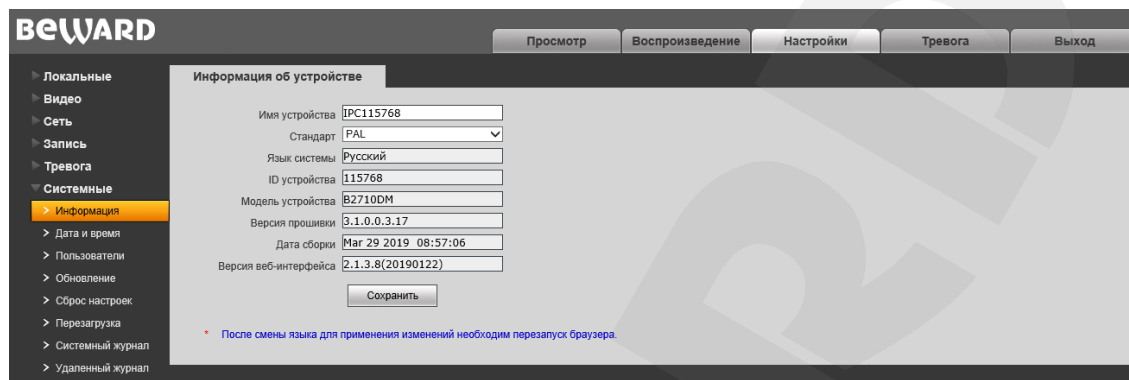 BEWARD
Просмотр Воспроизведение Настройки Тревога Выход
Локальные
Видео
Сеть
Запись
Тревога
Системные
Информация
Дата и время
Пользователи
Обновление
Сброс настроек
Перезагрузка
Системный журнал
Удаленный журнал
Информация об устройстве
Имя устройства IPC115768
Стандарт PAL
Язык системы Русский
ID устройства 115768
Модель устройства B2710DM
Версия прошивки 3.1.0.0.3.17
Дата сборки Mar 29 2019 08:57:06
Версия веб-интерфейса 2.1.3.8(20190122)
Сохранить
* После смены языка для применения изменений необходим перезапуск браузера.